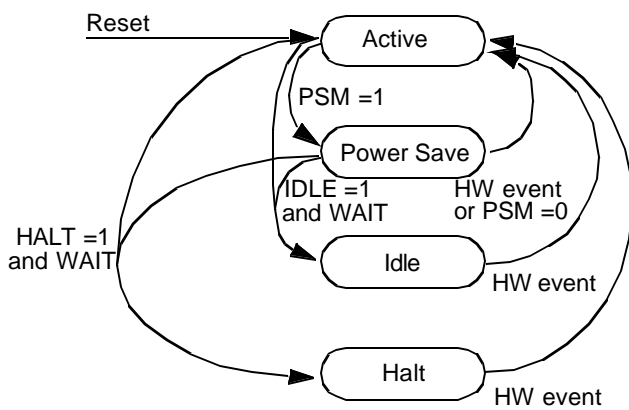 Reset
Active
PSM =1
Power Save
IDLE =1
and WAIT
HW event
or PSM =0
HALT =1
and WAIT
Idle
HW event
Halt
HW event